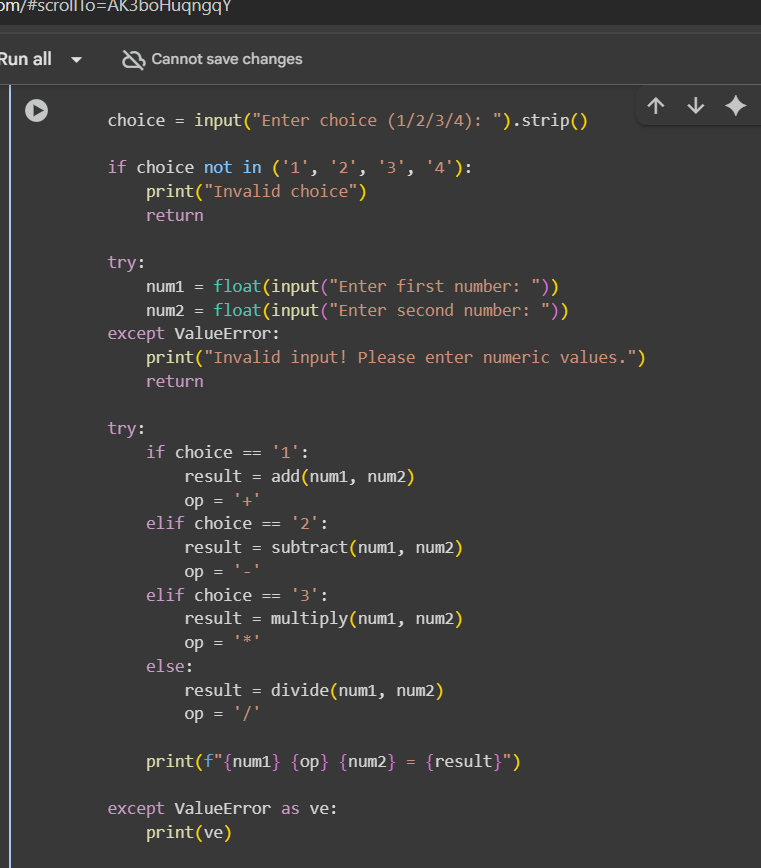 om/#scrollTo=AK3boHuqngqY
Run all
Cannot save changes
choice = input("Enter choice (1/2/3/4): ").strip()
if choice not in ('1', '2', '3', '4'):
    print("Invalid choice")
    return
try:
    num1 = float(input("Enter first number: "))
    num2 = float(input("Enter second number: "))
except ValueError:
    print("Invalid input! Please enter numeric values.")
    return
try:
    if choice == '1':
        result = add(num1, num2)
        op = '+'
    elif choice == '2':
        result = subtract(num1, num2)
        op = '-'
    elif choice == '3':
        result = multiply(num1, num2)
        op = '*'
    else:
        result = divide(num1, num2)
        op = '/'
    print(f"{num1} {op} {num2} = {result}")
except ValueError as ve:
    print(ve)